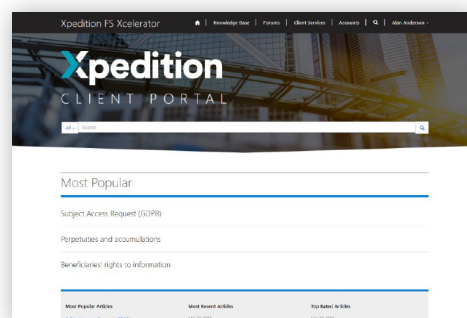 Xpedition FS Xcelerator
Knowledge Base | Forums | Client Services | Accounts | | Alan Anderson
Xpedition
CLIENT PORTAL
All Search
Most Popular
Subject Access Request (GDPR)
Perpetuities and accumulations
Beneficiaries' rights to information
Most Popular Articles Most Recent Articles Top Rated Articles